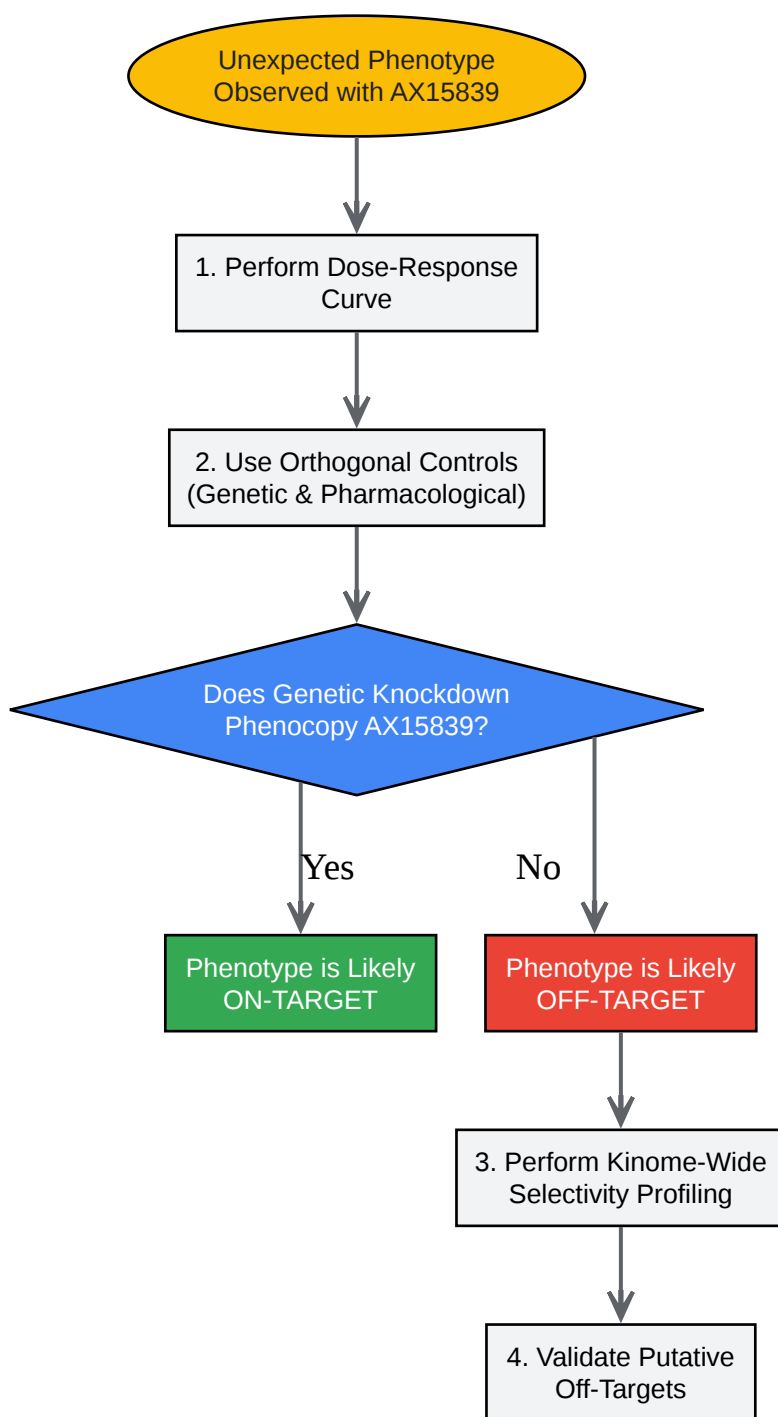 Unexpected Phenotype
Observed with AX15839
1. Perform Dose-Response
Curve
2. Use Orthogonal Controls
(Genetic & Pharmacological)
Does Genetic Knockdown
Phenocopy AX15839?
Yes
No
Phenotype is Likely
ON-TARGET
Phenotype is Likely
OFF-TARGET
3. Perform Kinome-Wide
Selectivity Profiling
4. Validate Putative
Off-Targets